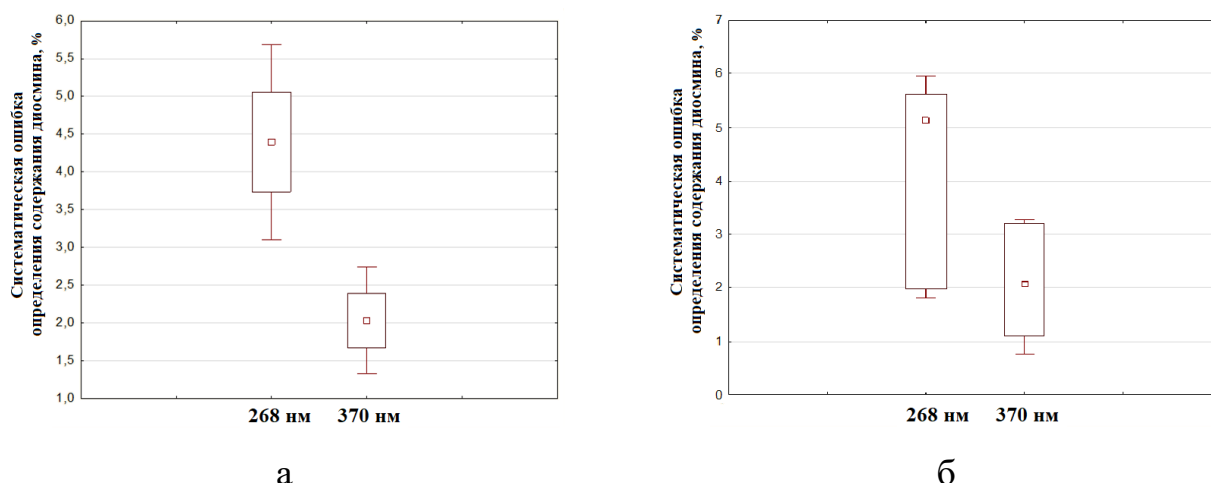 Систематическая ошибка
определения содержания диосмина, %
6,0
5,5
5,0
4,5
4,0
3,5
3,0
2,5
2,0
1,5
1,0
268 нм
370 нм
а
Систематическая ошибка
определения содержания диосмина, %
7
6
5
4
3
2
1
0
268 нм
370 нм
б